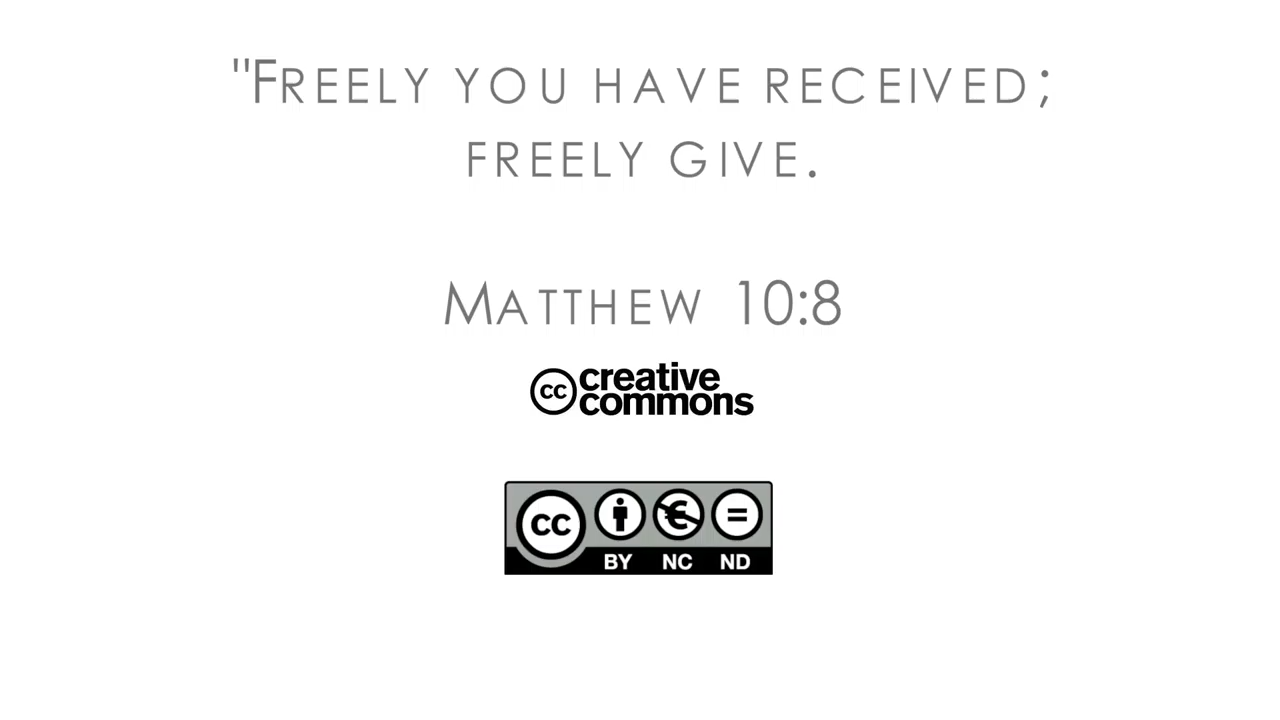 "FREELY YOU HAVE RECEIVED;
FREELY GIVE.
MATTHEW 10:8
cc creative
commons
cc BY NC ND